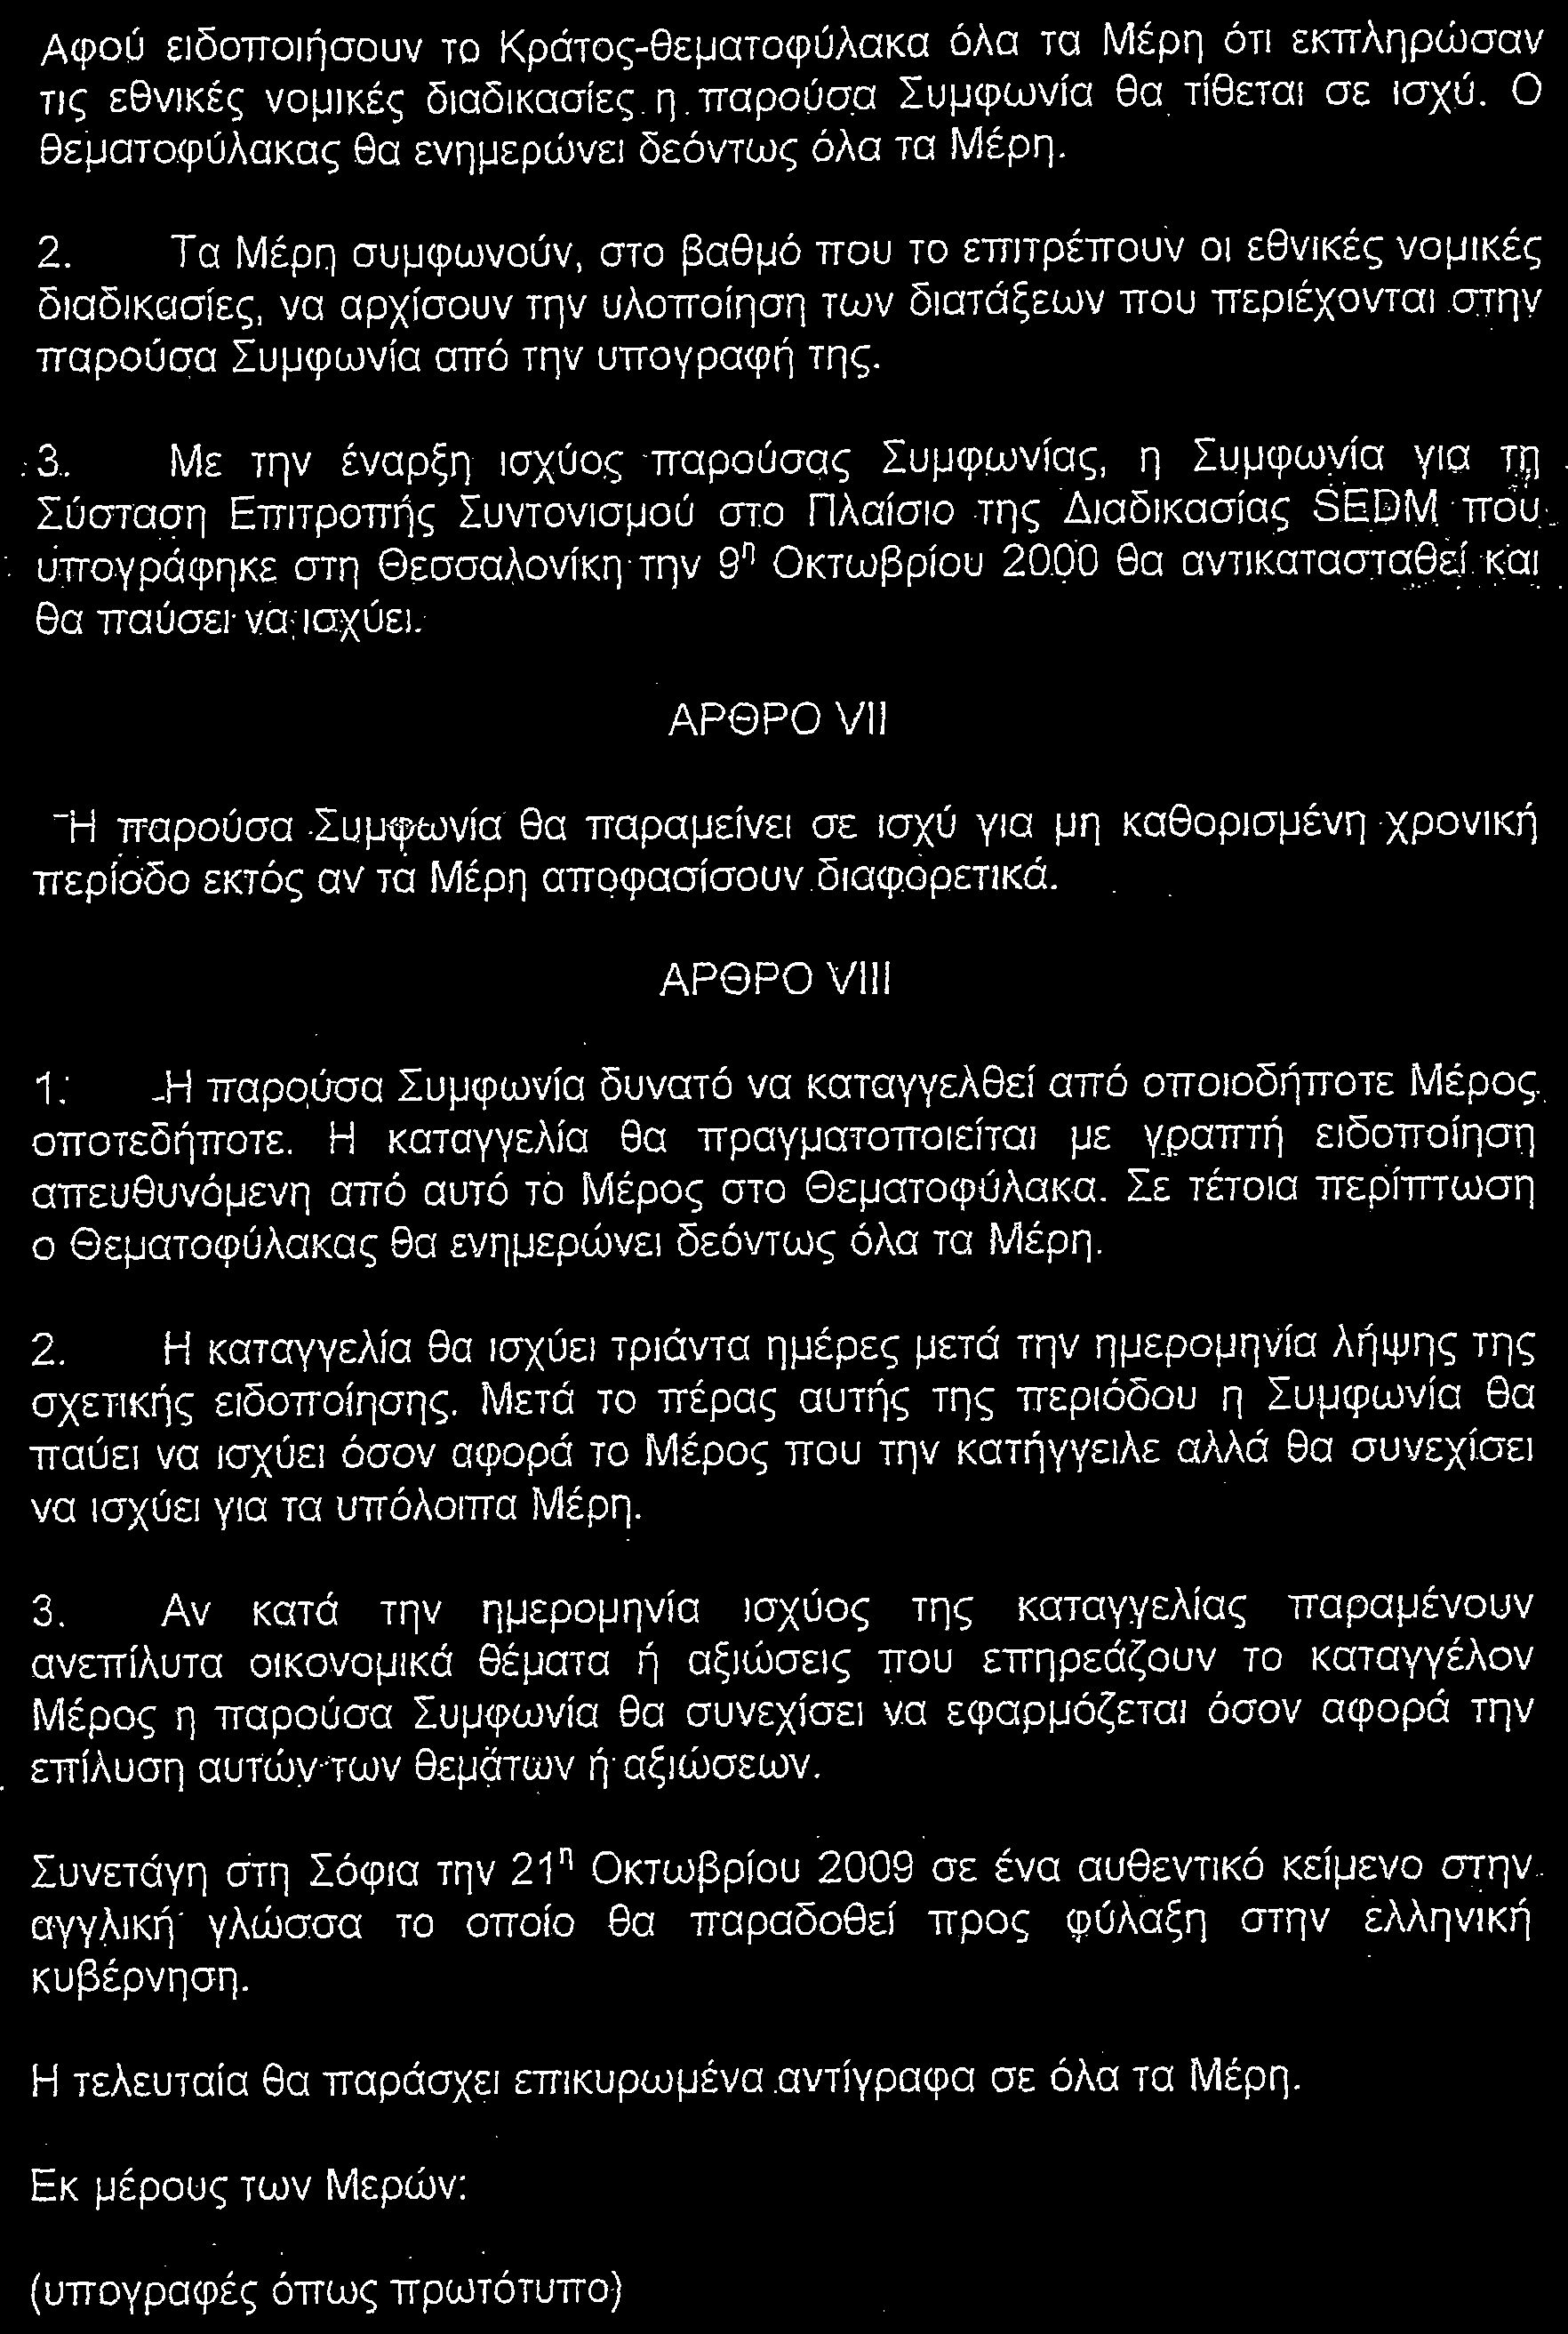 Αφού ειδοποιήσουν το Κράτος-θεματοφύλακα όλα τα Μέρη ότι εκπληρώσαν
τις εθνικές νομικές διαδικασίες η παρούσα Συμφωνία θα τίθεται σε ισχύ. Ο
θεματοφύλακας θα ενημερώνει δεόντως όλα τα Μέρη.
2. Τα Μέρη συμφωνούν, στο βαθμό που το επιτρέπουν οι εθνικές νομικές
διαδικασίες, να αρχίσουν την υλοποίηση των διατάξεων που περιέχονται στην
παρούσα Συμφωνία από την υπογραφή της.
3. Με την έναρξη ισχύος παρούσας Συμφωνίας, η Συμφωνία για τη
Σύσταση Επιτροπής Συντονισμού στο Πλαίσιο της Διαδικασίας SEDM που
υπογράφηκε στη Θεσσαλονίκη την 9η Οκτωβρίου 2000 θα αντικατασταθεί και
θα παύσει να ισχύει.
ΑΡΘΡΟ VII
Η παρούσα Συμφωνία θα παραμείνει σε ισχύ για μη καθορισμένη χρονική
περίοδο εκτός αν τα Μέρη αποφασίσουν διαφορετικά.
ΑΡΘΡΟ VIII
1. Η παρούσα Συμφωνία δυνατό να καταγγελθεί από οποιοδήποτε Μέρος
οποτεδήποτε. Η καταγγελία θα πραγματοποιείται με γραπτή ειδοποίηση
απευθυνόμενη από αυτό το Μέρος στο Θεματοφύλακα. Σε τέτοια περίπτωση
ο Θεματοφύλακας θα ενημερώνει δεόντως όλα τα Μέρη.
2. Η καταγγελία θα ισχύει τριάντα ημέρες μετά την ημερομηνία λήψης της
σχετικής ειδοποίησης. Μετά το πέρας αυτής της περιόδου η Συμφωνία θα
παύει να ισχύει όσον αφορά το Μέρος που την κατήγγειλε αλλά θα συνεχίσει
να ισχύει για τα υπόλοιπα Μέρη.
3. Αν κατά την ημερομηνία ισχύος της καταγγελίας παραμένουν
ανεπίλυτα οικονομικά θέματα ή αξιώσεις που επηρεάζουν το καταγγέλον
Μέρος η παρούσα Συμφωνία θα συνεχίσει να εφαρμόζεται όσον αφορά την
επίλυση αυτών των θεμάτων ή αξιώσεων.
Συνετάγη στη Σόφια την 21η Οκτωβρίου 2009 σε ένα αυθεντικό κείμενο στην
αγγλική γλώσσα το οποίο θα παραδοθεί προς φύλαξη στην ελληνική
κυβέρνηση.
Η τελευταία θα παράσχει επικυρωμένα αντίγραφα σε όλα τα Μέρη.
Εκ μέρους των Μερών:
(υπογραφές όπως πρωτότυπο)